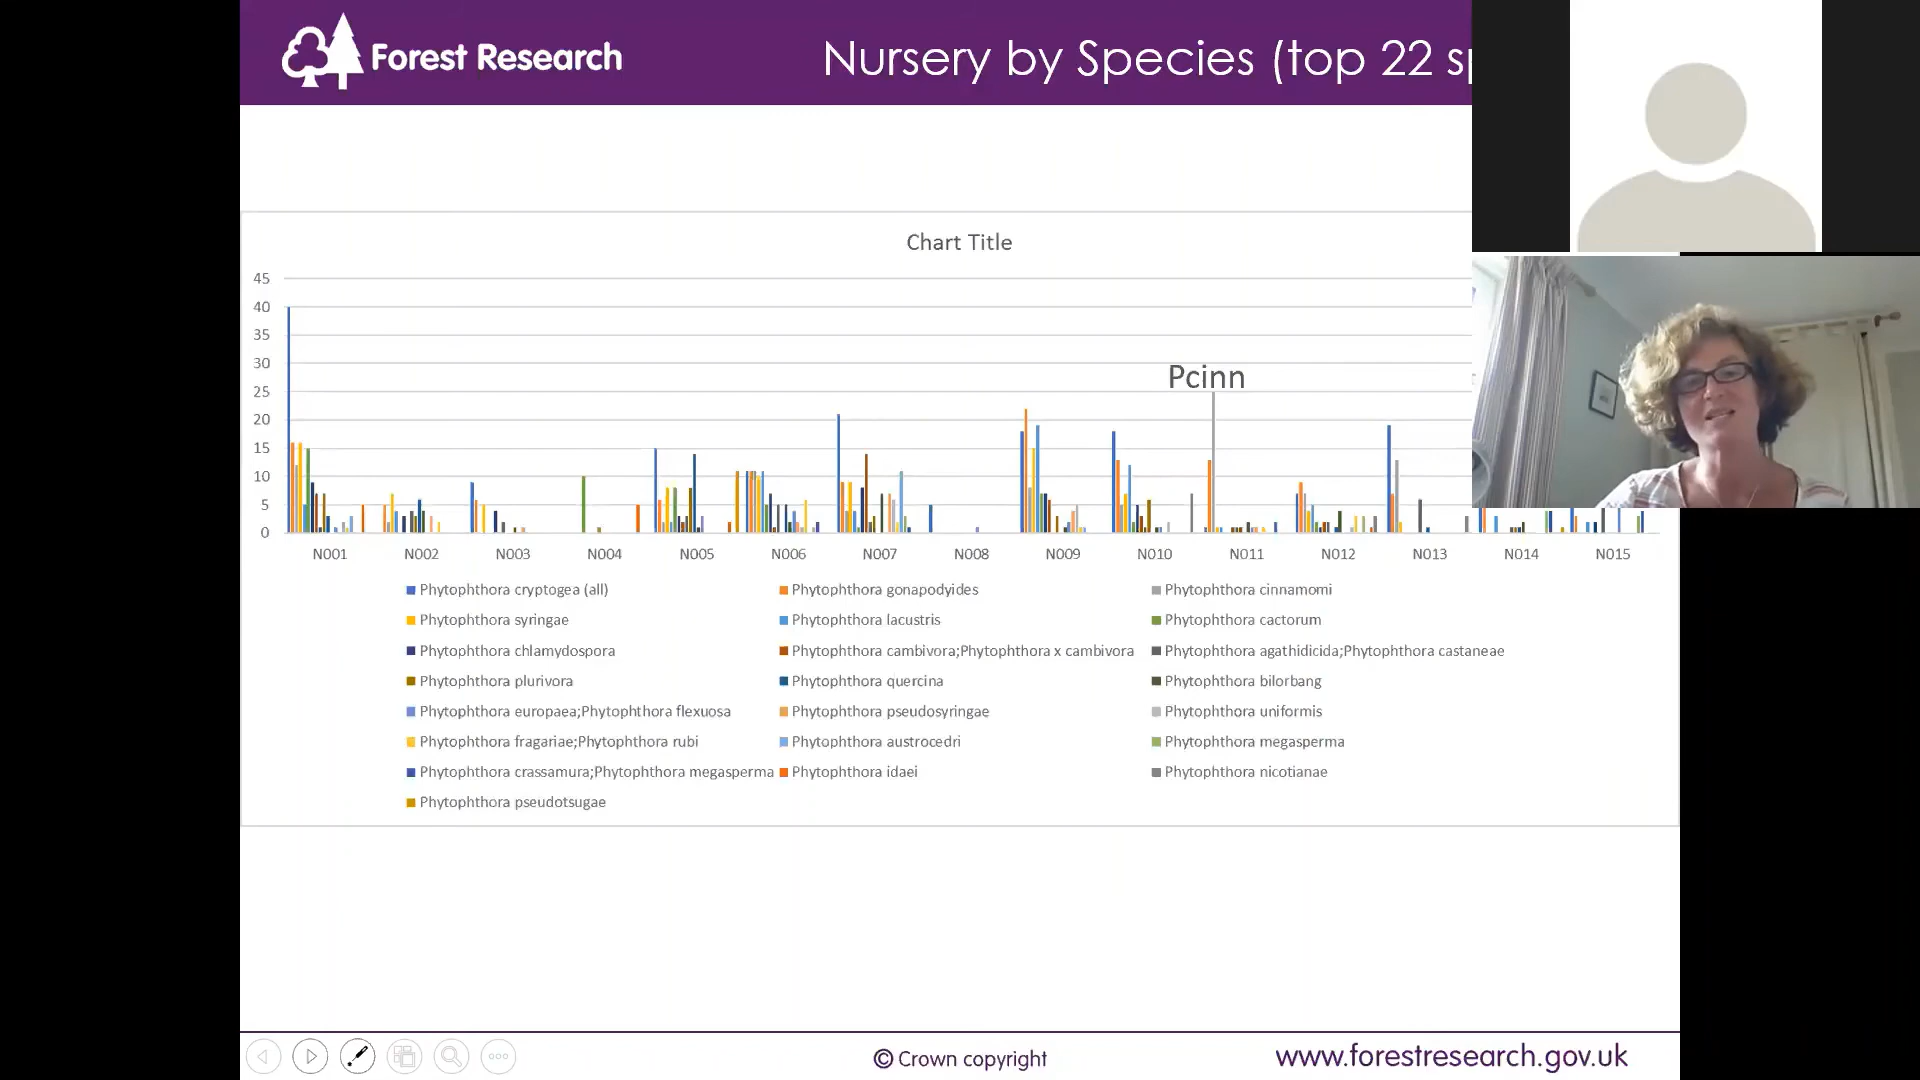 Forest Research
Nursery by Species (top 22 s
Chart Title
45
40
35
30
25
20
15
10
5
0
Pcinn
N001 N002 N003 N004 N005 N006 N007 N008 N009 N010 N011 N012 N013 N014 N015
Phytophthora cryptogea (all) Phytophthora gonapodyides Phytophthora cinnamomi
Phytophthora syringae Phytophthora lacustris Phytophthora cactorum
Phytophthora chlamydospora Phytophthora cambivora;Phytophthora x cambivora Phytophthora agathidicida;Phytophthora castaneae
Phytophthora plurivora Phytophthora quercina Phytophthora bilorbang
Phytophthora europaea;Phytophthora flexuosa Phytophthora pseudosyringae Phytophthora uniformis
Phytophthora fragariae;Phytophthora rubi Phytophthora austrocedri Phytophthora megasperma
Phytophthora crassamura;Phytophthora megasperma Phytophthora idaei Phytophthora nicotianae
Phytophthora pseudotsugae
© Crown copyright
www.forestresearch.gov.uk